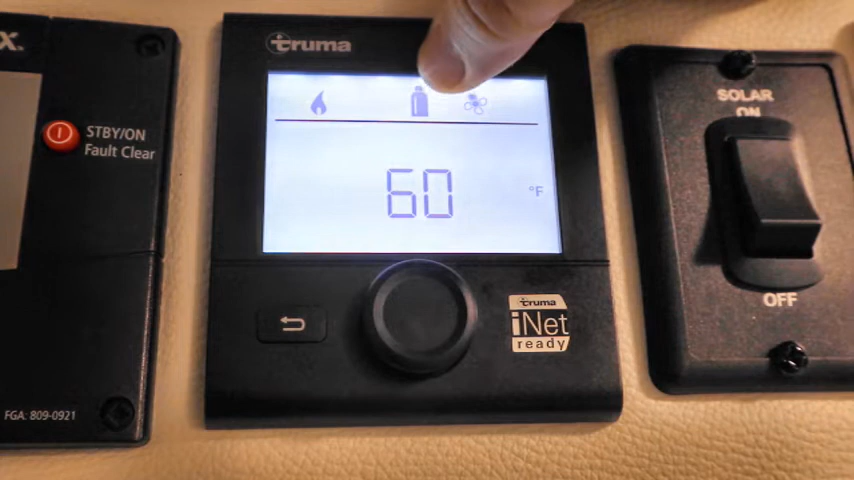 x.
STBY/ON
Fault Clear
FGA: 809-0921
truma
60
°F
truma
iNet
ready
SOLAR
ON
OFF